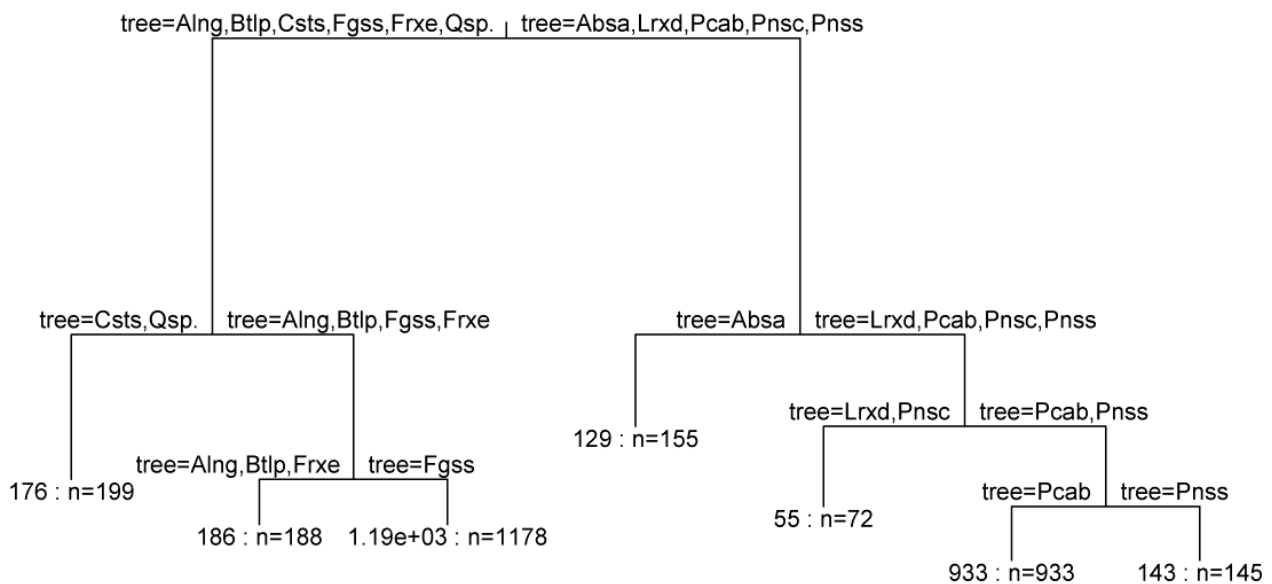 tree=Alng,Btlp,Csts,Fgss,Frxe,Qsp. tree=Absa,Lrxd,Pcab,Pnsc,Pnss
tree=Csts,Qsp. tree=Alng,Btlp,Fgss,Frxe tree=Absa tree=Lrxd,Pcab,Pnsc,Pnss
tree=Lrxd,Pnsc tree=Pcab,Pnss
129 : n=155
tree=Alng,Btlp,Frxe tree=Fgss
176 : n=199 tree=Pcab tree=Pnss
55 : n=72
186 : n=188 1.19e+03 : n=1178
933 : n=933 143 : n=145